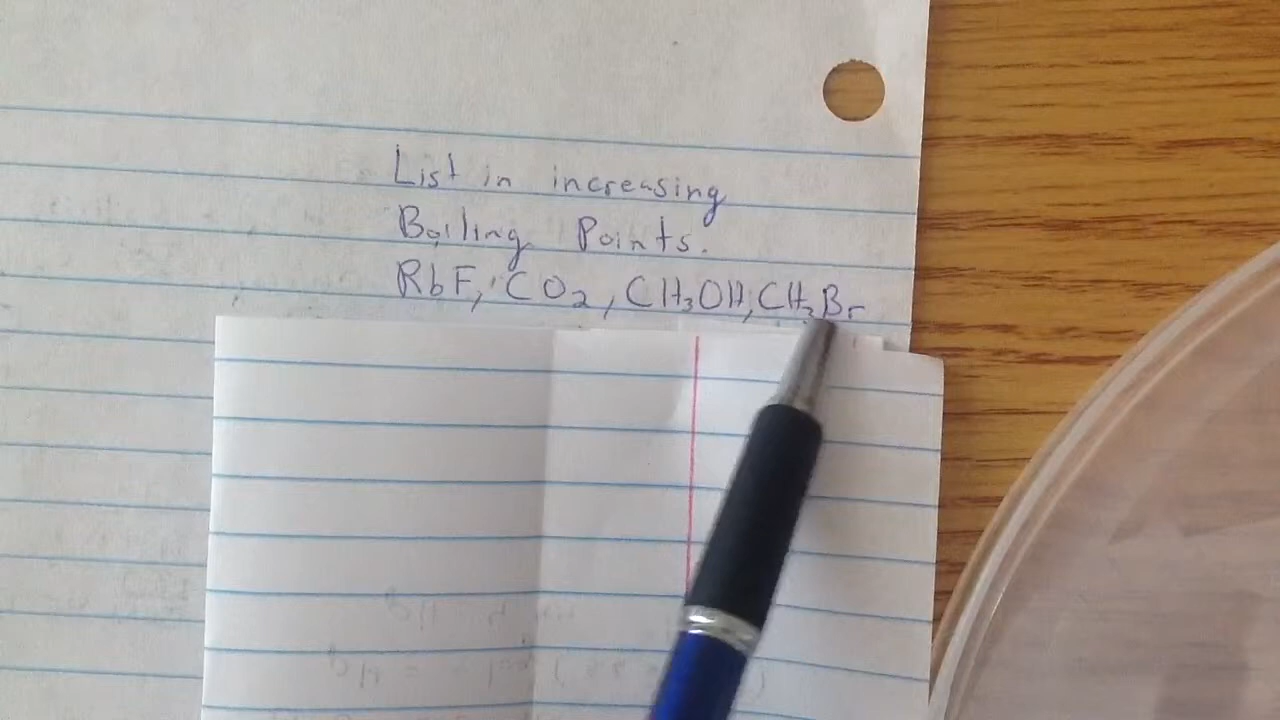 List in increasing
Boiling Points.
RbF, CO₂, CH₃OH, CH₃Br